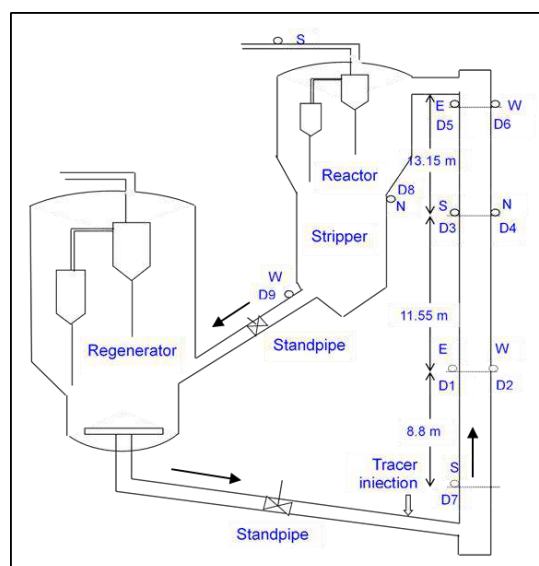 S
E
W
D5
D6
13.15 m
Reactor
D8
N
S
N
D3
D4
Stripper
W
D9
11.55 m
Regenerator
Standpipe
E
W
D1
D2
8.8 m
Tracer
injection
S
D7
Standpipe